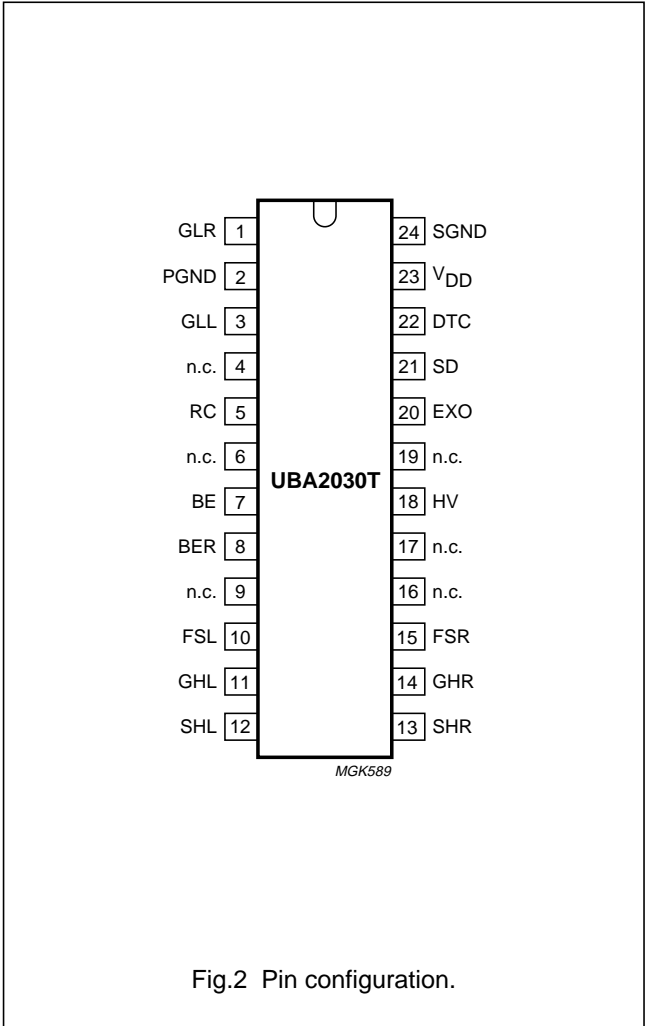 GLR 1 24 SGND
PGND 2 23 VDD
GLL 3 22 DTC
n.c. 4 21 SD
RC 5 20 EXO
n.c. 6 19 n.c.
UBA2030T
BE 7 18 HV
BER 8 17 n.c.
n.c. 9 16 n.c.
FSL 10 15 FSR
GHL 11 14 GHR
SHL 12 13 SHR
MGK589
Fig.2 Pin configuration.